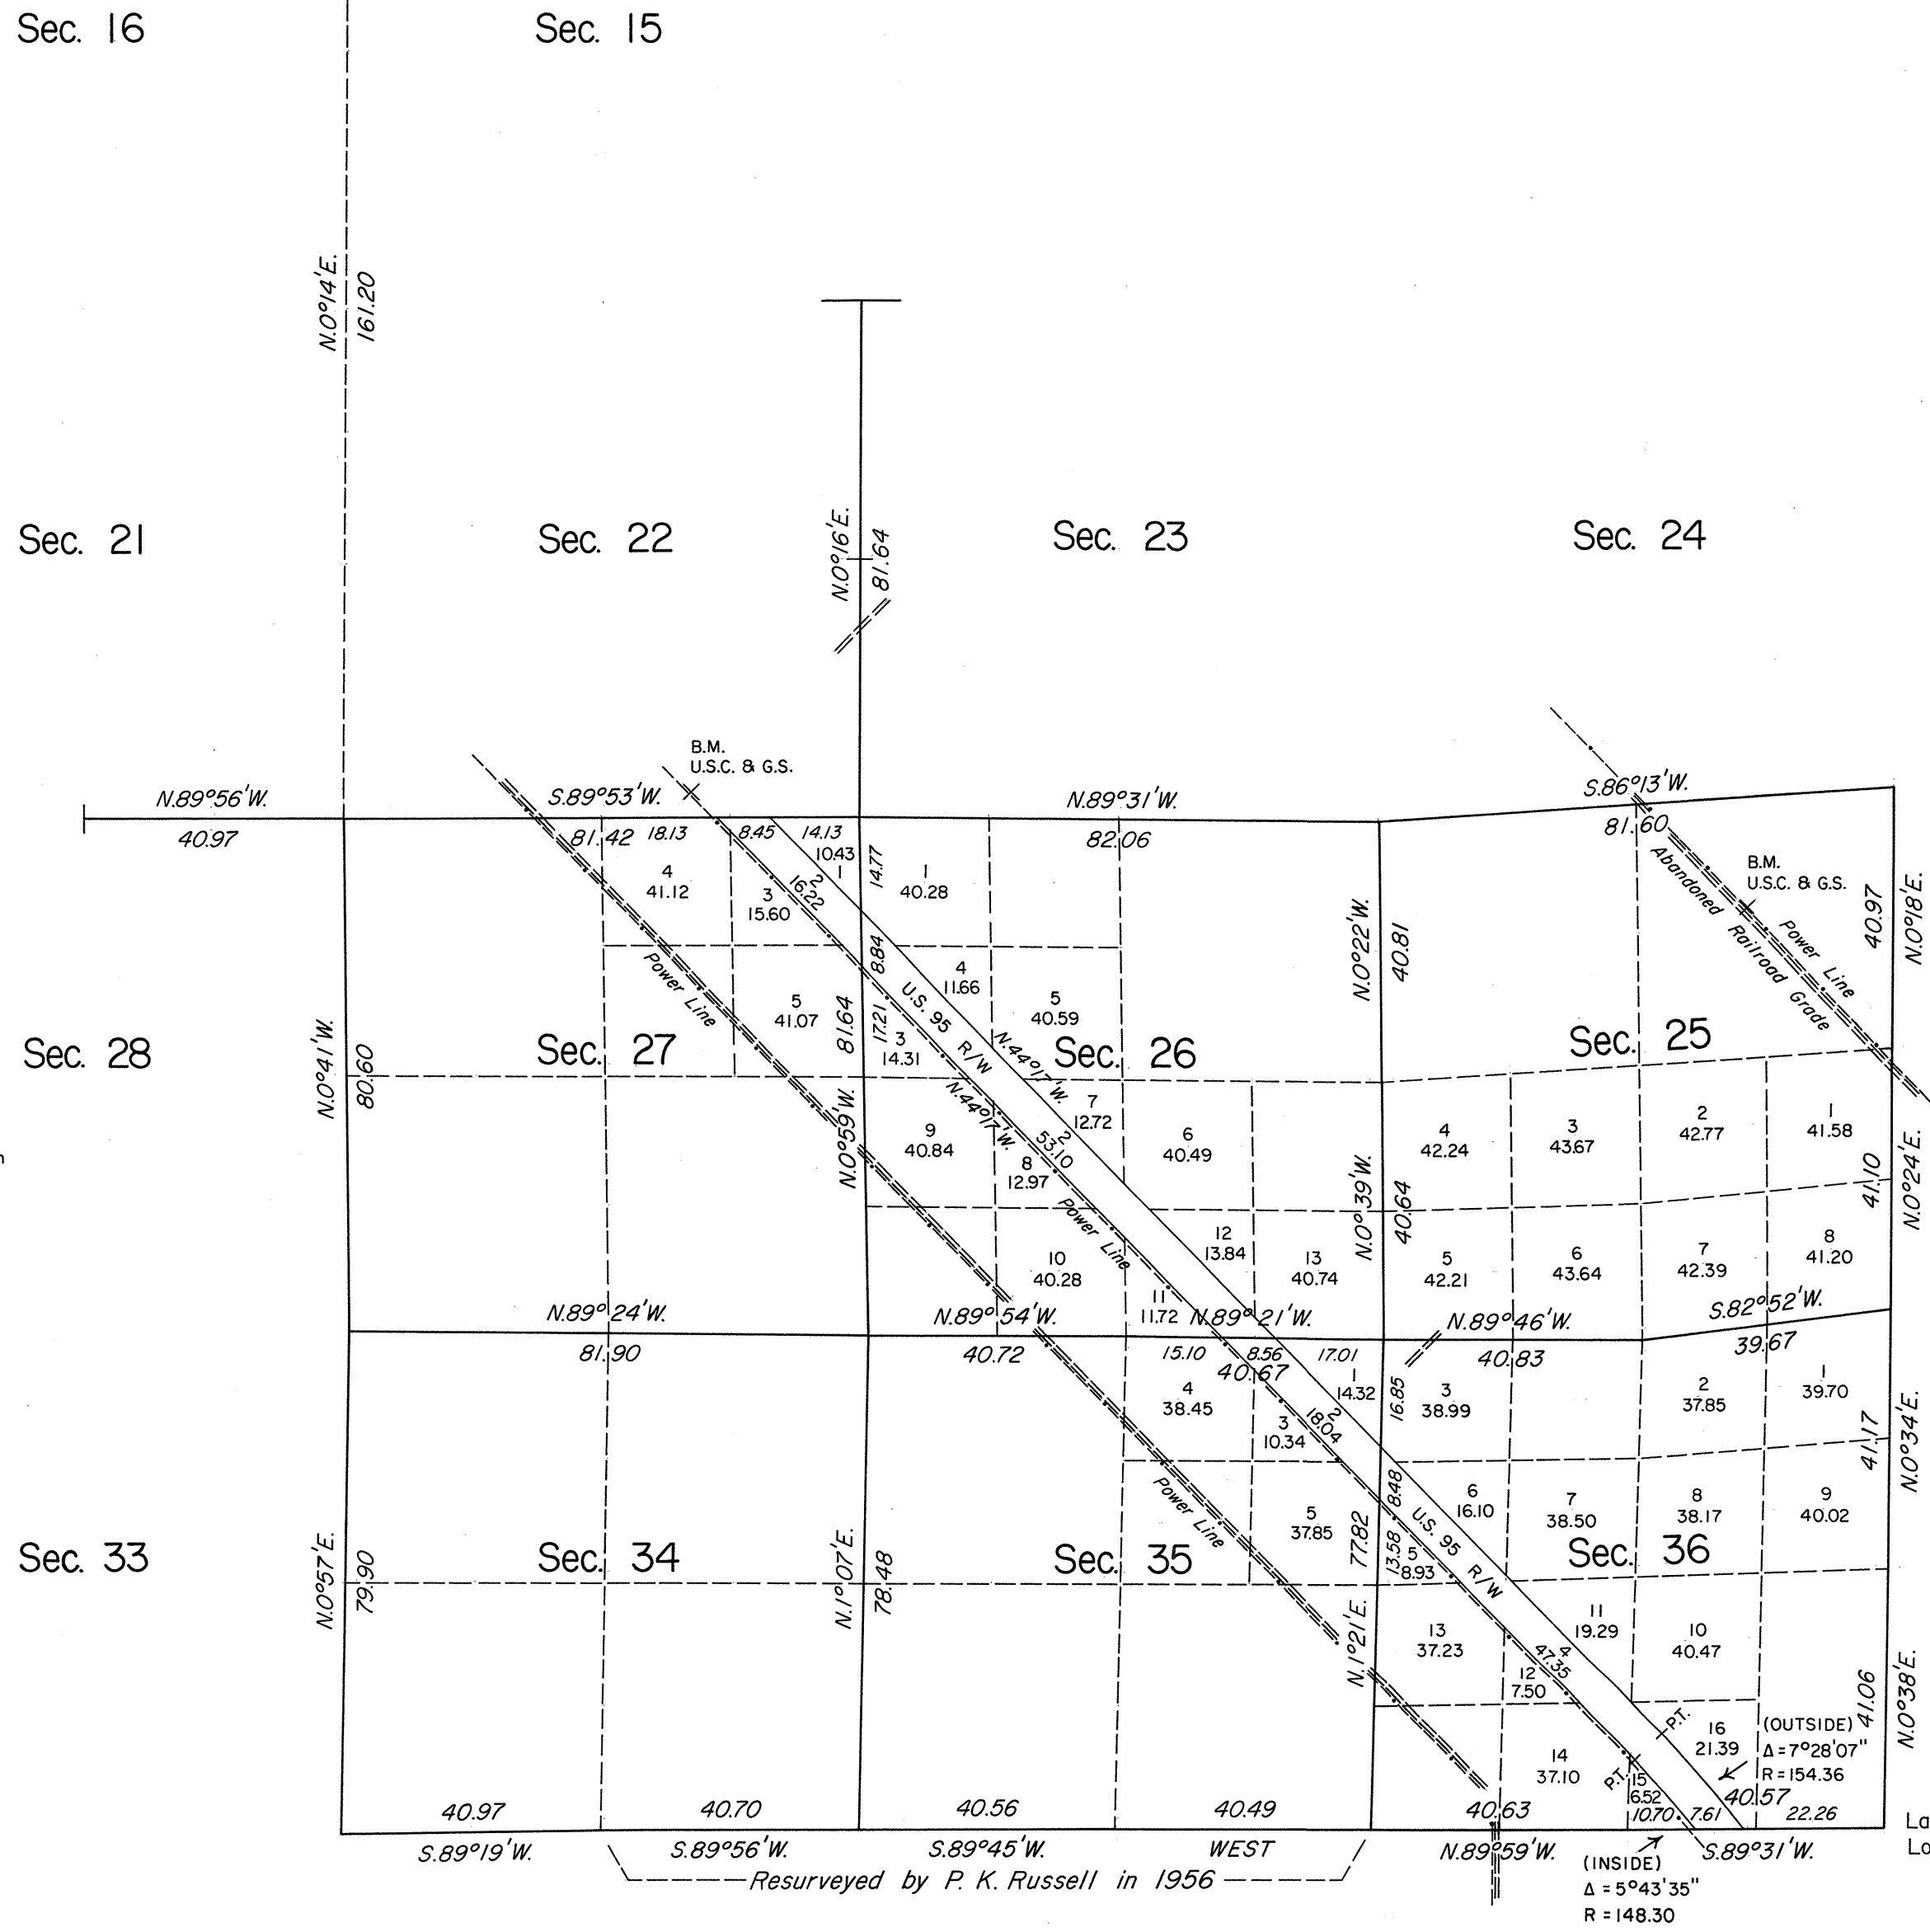 Sec. 16
Sec. 15
N.0°14'E.
161.20
Sec. 21
Sec. 22
N.0°16'E.
81.64
Sec. 23
Sec. 24
B.M.
U.S.C. & G.S.
N.89°56'W.
40.97
S.89°53'W.
81.42
18.13
8.45
14.13
N.89°31'W.
82.06
S.86°13'W.
81.60
Abandoned Railroad Grade
Power Line
B.M.
U.S.C. & G.S.
40.97
N.0°18'E.
4
41.12
3
15.60
2
16.22
10.43
1
14.77
1
40.28
N.0°22'W.
40.81
Power Line
5
41.07
8.84
17.21
81.64
U.S. 95 R/W
4
11.66
5
40.59
3
14.31
Sec. 28
N.0°41'W.
80.60
Sec. 27
Sec. 26
Sec. 25
N.44°17'W.
N.44°17'W.
N.0°59'W.
9
40.84
8
12.97
7
12.72
2
53.10
6
40.49
Power Line
N.0°39'W.
40.64
4
42.24
3
43.67
2
42.77
1
41.58
41.10
N.0°24'E.
10
40.28
11
11.72
12
13.84
13
40.74
5
42.21
6
43.64
7
42.39
8
41.20
N.89°24'W.
81.90
N.89°54'W.
40.72
N.89°21'W.
15.10
8.56
17.01
40.67
N.89°46'W.
40.83
S.82°52'W.
39.67
4
38.45
3
10.34
2
18.04
1
14.32
16.85
3
38.99
2
37.85
1
39.70
41.17
N.0°34'E.
Power Line
5
37.85
77.82
8.48
13.58
5
8.93
U.S. 95 R/W
6
16.10
7
38.50
8
38.17
9
40.02
Sec. 33
N.0°57'E.
79.90
Sec. 34
N.1°07'E.
78.48
Sec. 35
Sec. 36
N.1°21'E.
13
37.23
12
7.50
4
47.35
11
19.29
10
40.47
41.06
N.0°38'E.
14
37.10
P.T.
P.T.
15
6.52
16
21.39
(OUTSIDE)
Δ=7°28'07"
R=154.36
40.97
40.70
40.56
40.49
40.63
10.70
7.61
40.57
22.26
La
Lo
S.89°19'W.
S.89°56'W.
S.89°45'W.
WEST
N.89°59'W.
S.89°31'W.
Resurveyed by P. K. Russell in 1956
(INSIDE)
Δ=5°43'35"
R=148.30
n